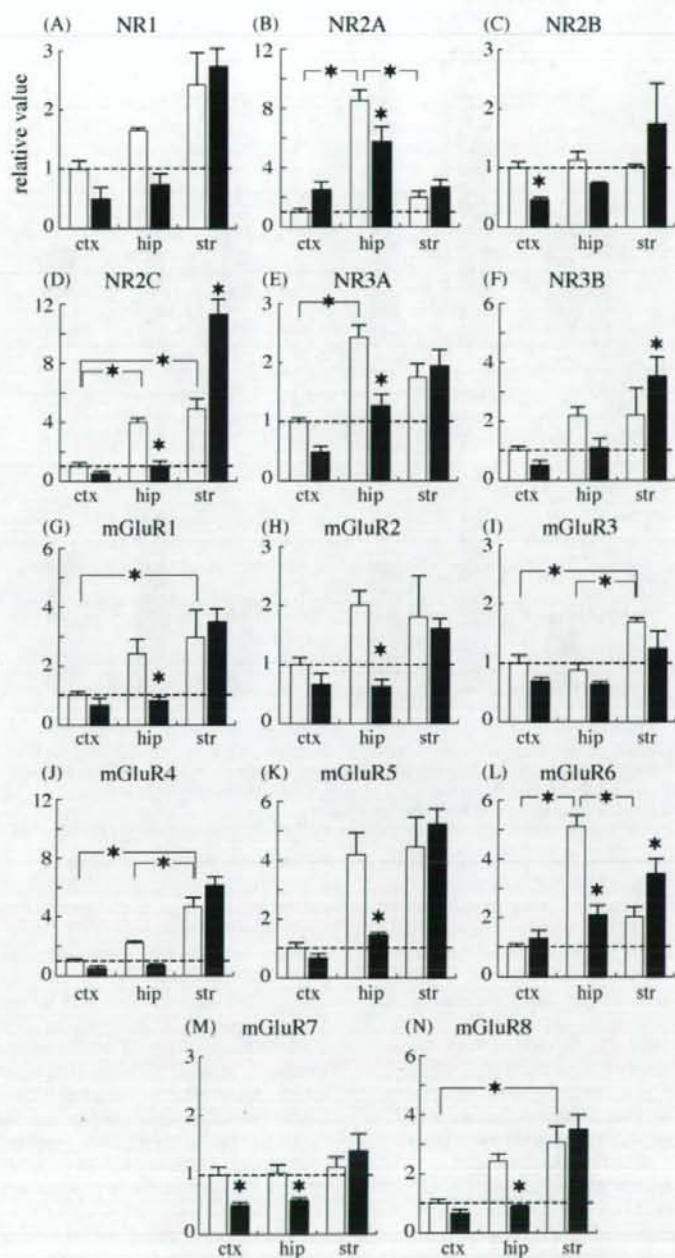 (A) NR1
(B) NR2A
(C) NR2B
relative value
3
2
1
0
ctx hip str
12
8
4
0
* *
*
ctx hip str
3
2
1
0
*
ctx hip str
(D) NR2C
(E) NR3A
(F) NR3B
12
8
4
0
*
*
*
*
ctx hip str
3
2
1
0
*
*
ctx hip str
6
4
2
0
*
ctx hip str
(G) mGluR1
(H) mGluR2
(I) mGluR3
6
4
2
0
*
*
ctx hip str
3
2
1
0
*
ctx hip str
3
2
1
0
*
*
ctx hip str
(J) mGluR4
(K) mGluR5
(L) mGluR6
12
8
4
0
*
*
ctx hip str
6
4
2
0
*
ctx hip str
6
4
2
0
* *
*
*
ctx hip str
(M) mGluR7
(N) mGluR8
3
2
1
0
* *
ctx hip str
6
4
2
0
*
*
ctx hip str